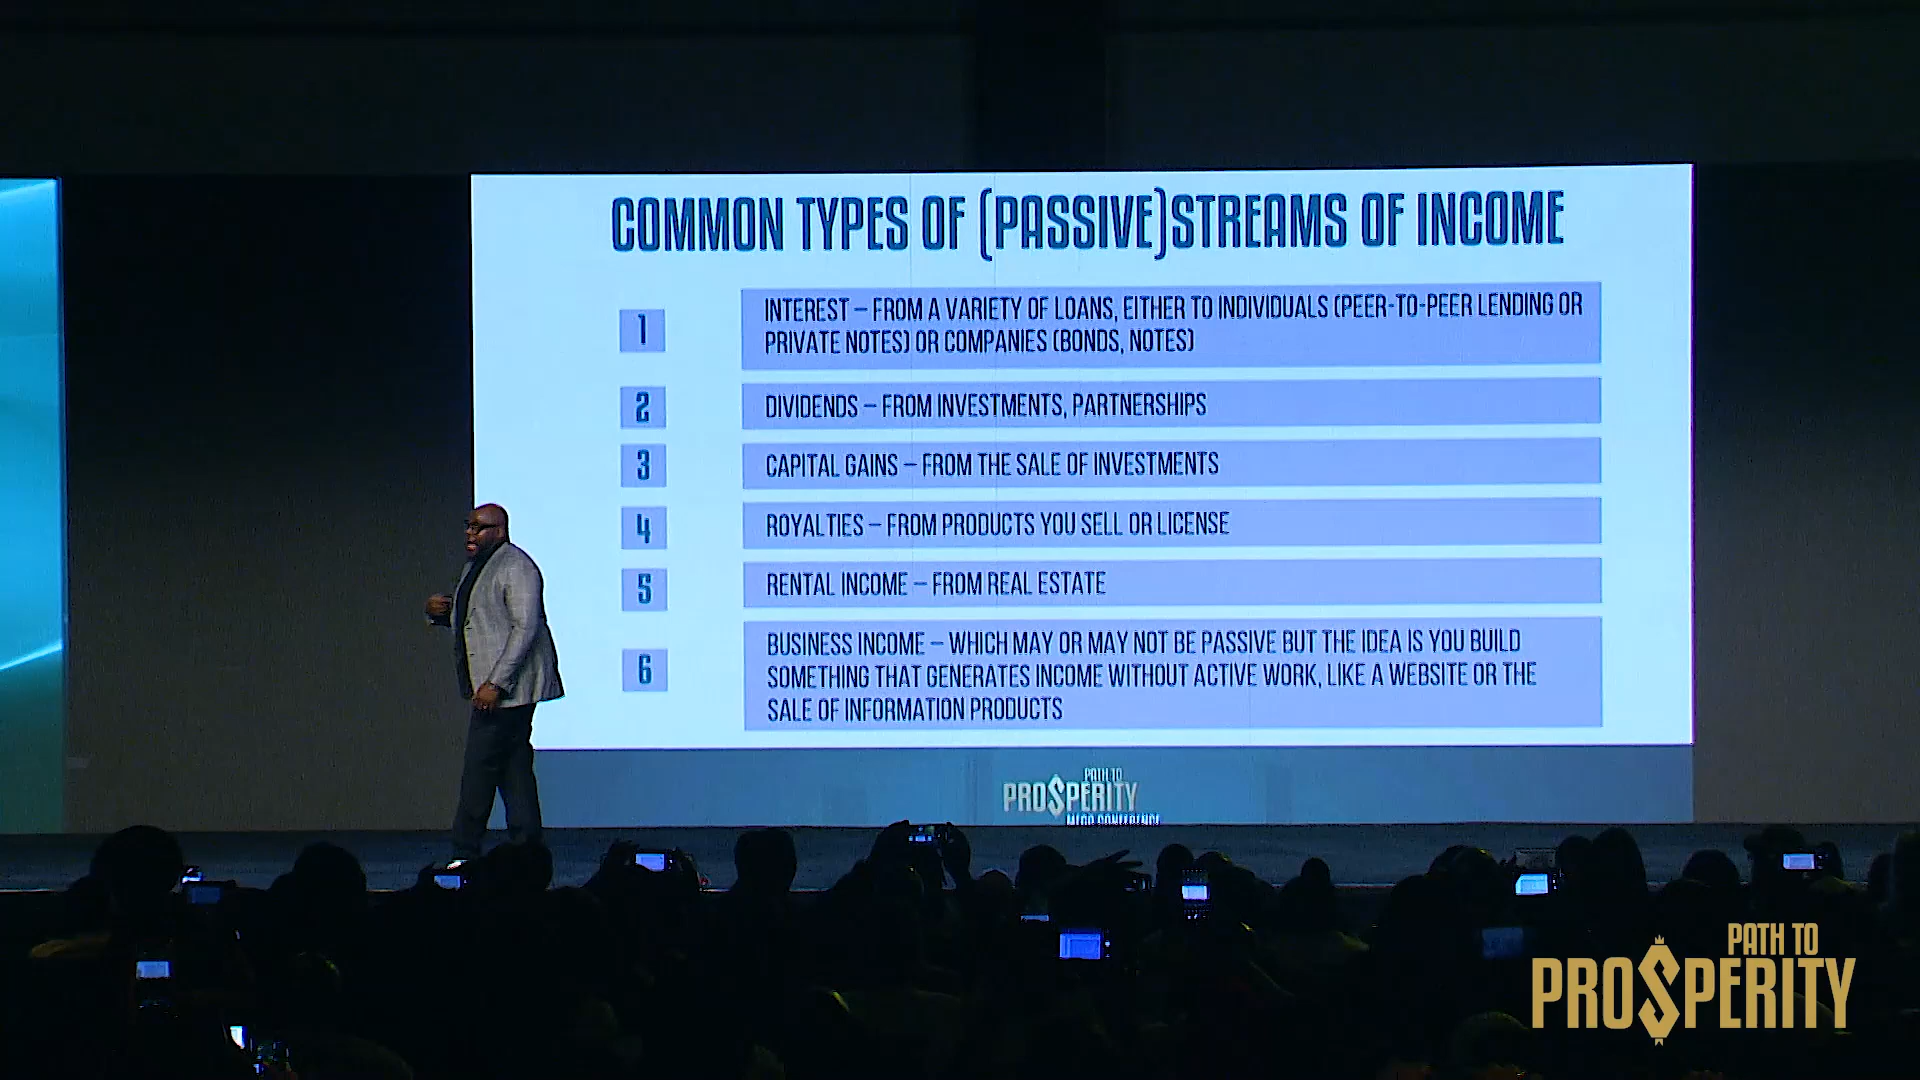 COMMON TYPES OF (PASSIVE)STREAMS OF INCOME
1
INTEREST – FROM A VARIETY OF LOANS, EITHER TO INDIVIDUALS (PEER-TO-PEER LENDING OR
PRIVATE NOTES) OR COMPANIES (BONDS, NOTES)
2
DIVIDENDS – FROM INVESTMENTS, PARTNERSHIPS
3
CAPITAL GAINS – FROM THE SALE OF INVESTMENTS
4
ROYALTIES – FROM PRODUCTS YOU SELL OR LICENSE
5
RENTAL INCOME – FROM REAL ESTATE
6
BUSINESS INCOME – WHICH MAY OR MAY NOT BE PASSIVE BUT THE IDEA IS YOU BUILD
SOMETHING THAT GENERATES INCOME WITHOUT ACTIVE WORK, LIKE A WEBSITE OR THE
SALE OF INFORMATION PRODUCTS
PATH TO
PRO$PERITY
MEGA CONFERENCE
PATH TO
PRO$PERITY